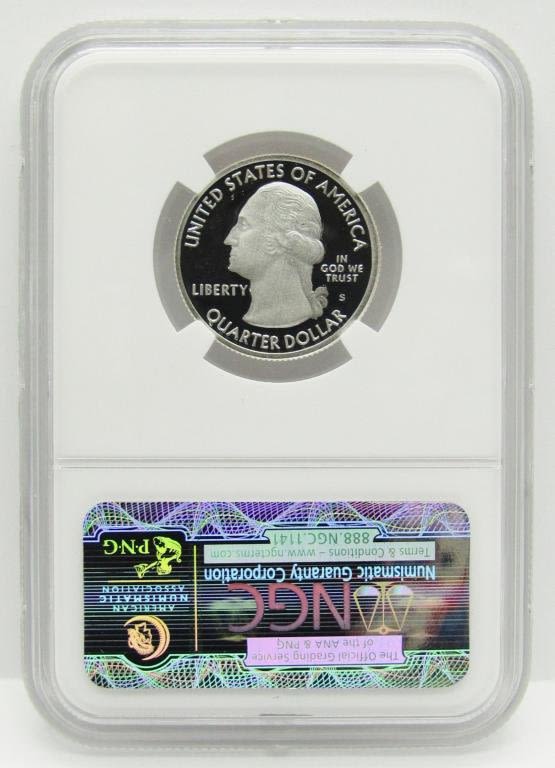 UNITED STATES OF AMERICA
LIBERTY
IN
GOD WE
TRUST
S
QUARTER DOLLAR
The Official Grading Service
of the ANA & PNG
NGC
Numismatic Guaranty Corporation
Terms & Conditions – www.ngcterms.com
888.NGC.1141
AMERICAN
NUMISMATIC
ASSOCIATION
P·N·G